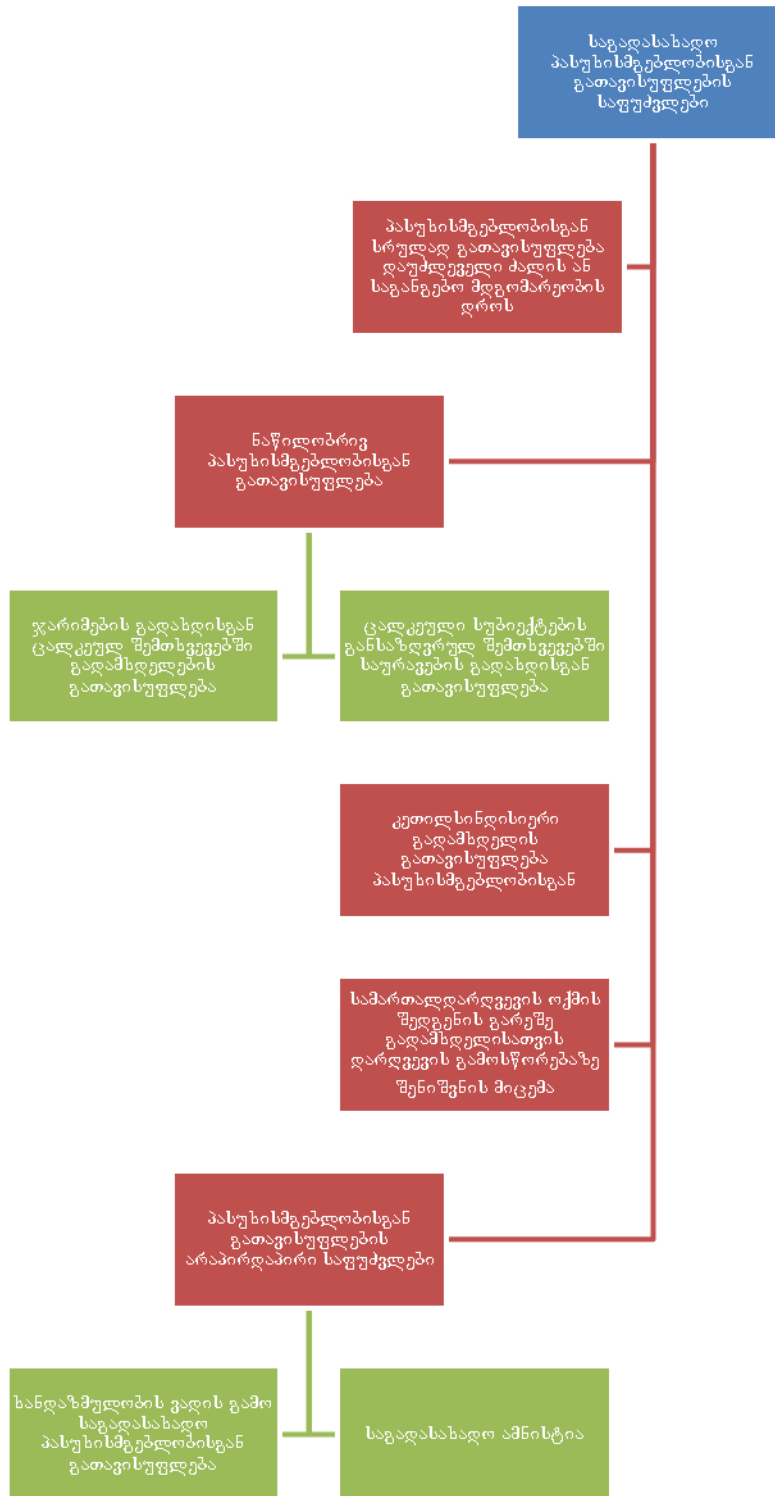 საგადასახადო
პასუხისმგებლობისგან
გათავისუფლების
საფუძვლები
პასუხისმგებლობისგან
სრულად გათავისუფლება
დაუძლეველი ძალის ან
საგანგებო მდგომარეობის
დროს
ნაწილობრივ
პასუხისმგებლობისგან
გათავისუფლება
ჯარიმების გადახდისგან
ცალკეულ შემთხვევებში
გადამხდელების
გათავისუფლება
ცალკეული სუბიექტების
განსაზღვრულ შემთხვევებში
საურავების გადახდისგან
გათავისუფლება
კეთილსინდისიერი
გადამხდელის
გათავისუფლება
პასუხისმგებლობისგან
სამართალდარღვევის ოქმის
შედგენის გარეშე
გადამხდელისათვის
დარღვევის გამოსწორებაზე
შენიშვნის მიცემა
პასუხისმგებლობისგან
გათავისუფლების
არაპირდაპირი საფუძვლები
ხანდაზმულობის ვადის გამო
საგადასახადო
პასუხისმგებლობისგან
გათავისუფლება
საგადასახადო ამნისტია